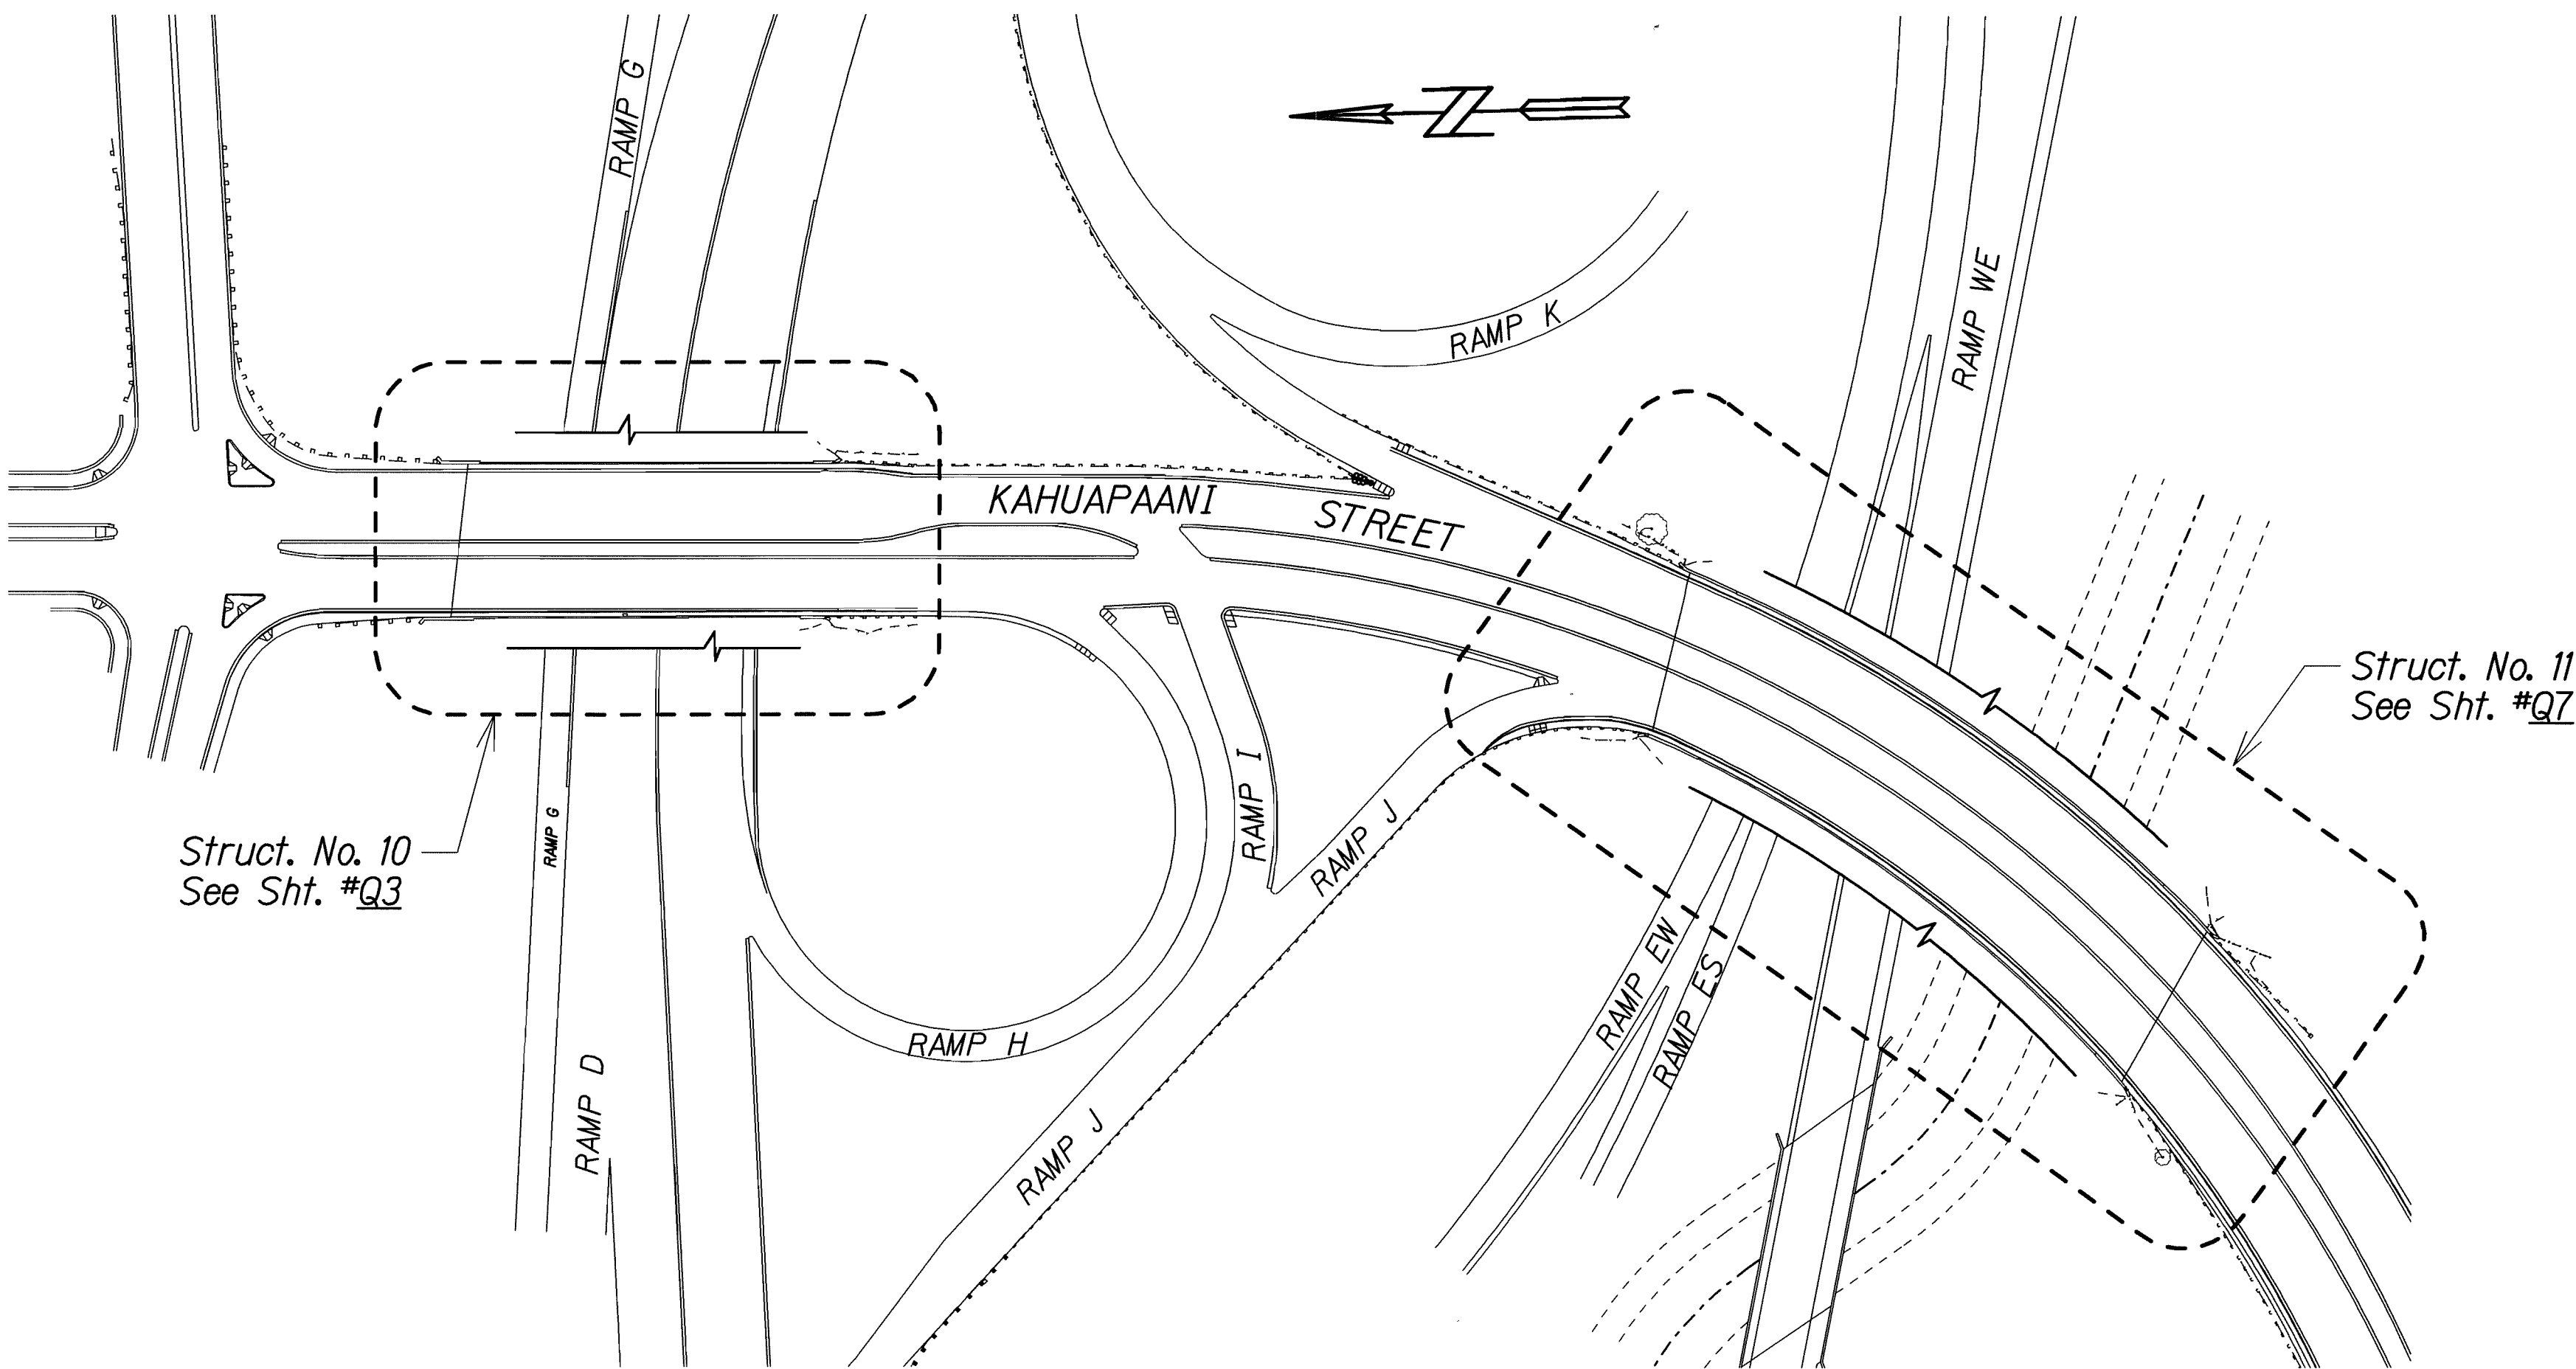 RAMP G
N
RAMP WE
RAMP K
KAHUAPAANI STREET
Struct. No. 11
See Sht. #Q7
RAMP I
RAMP J
RAMP G
Struct. No. 10
See Sht. #Q3
RAMP EW
RAMP ES
RAMP H
RAMP D
RAMP J